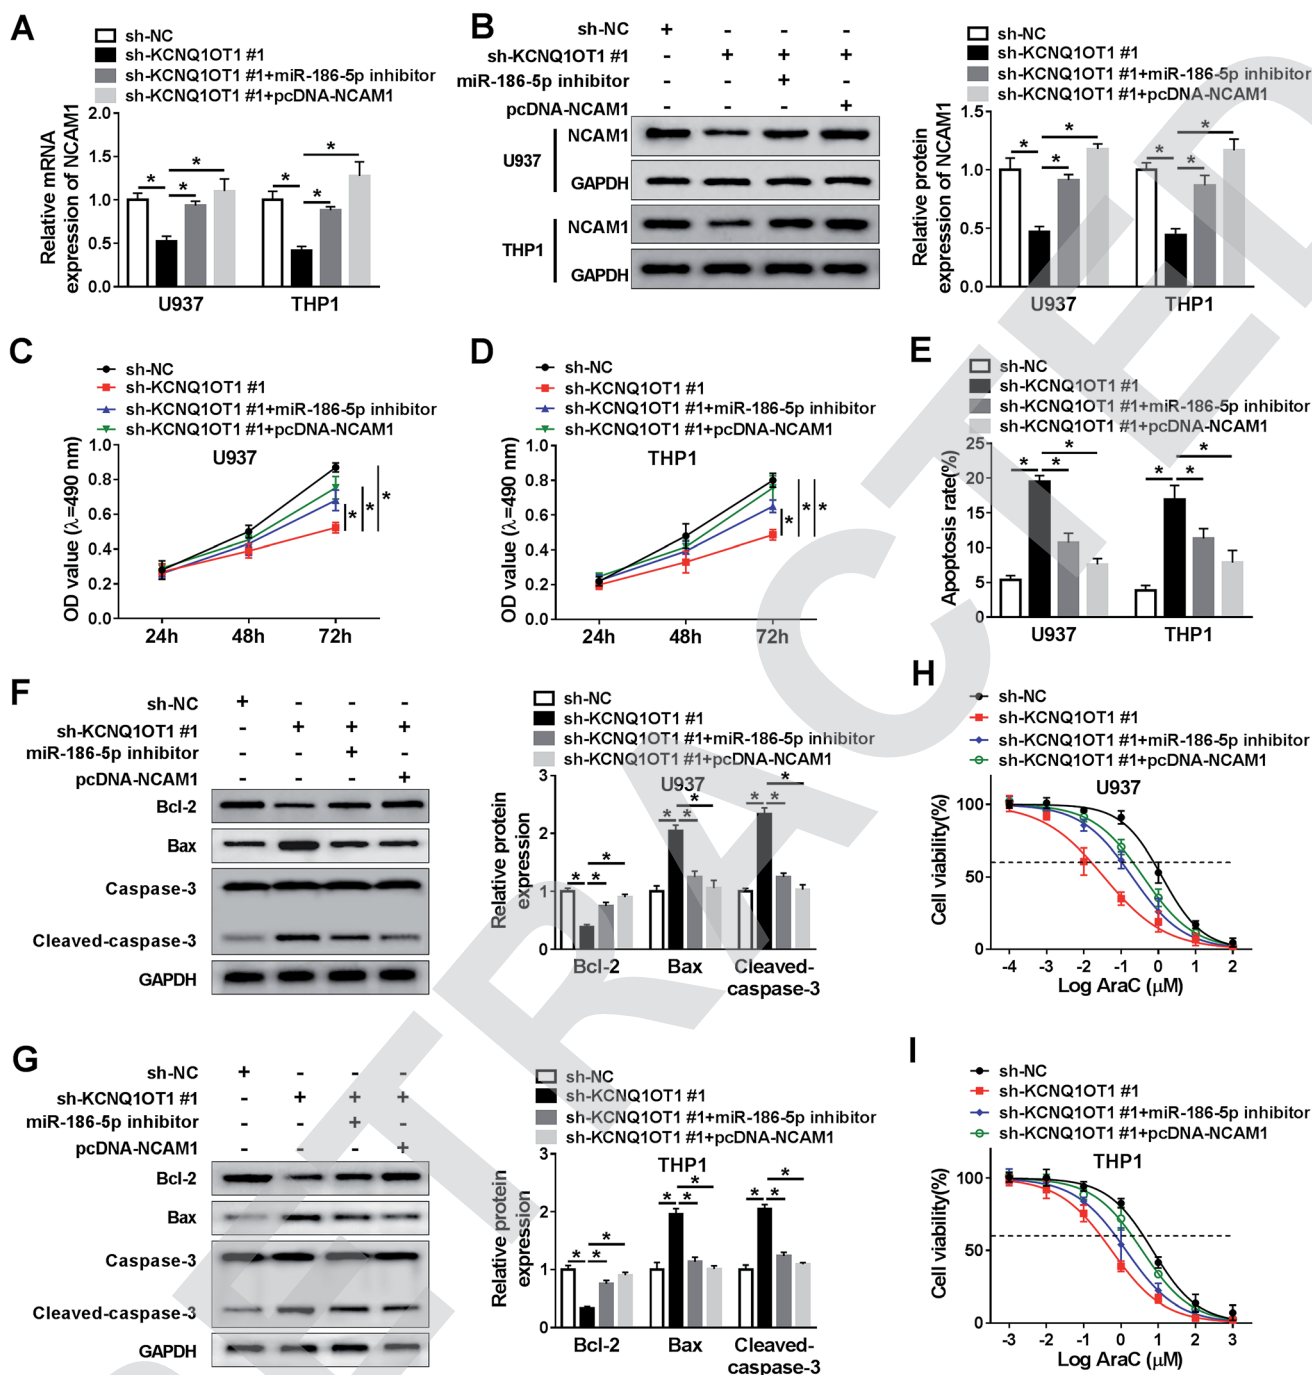 A
sh-NC
sh-KCNQ1OT1 #1
sh-KCNQ1OT1 #1+miR-186-5p inhibitor
sh-KCNQ1OT1 #1+pcDNA-NCAM1
Relative mRNA
expression of NCAM1
2.0
1.5
1.0
0.5
0.0
* * *
* * *
U937 THP1
B
sh-NC + - - -
sh-KCNQ1OT1 #1 - + + +
miR-186-5p inhibitor - - + -
pcDNA-NCAM1 - - - +
U937
NCAM1
GAPDH
THP1
NCAM1
GAPDH
sh-NC
sh-KCNQ1OT1 #1
sh-KCNQ1OT1 #1+miR-186-5p inhibitor
sh-KCNQ1OT1 #1+pcDNA-NCAM1
Relative protein
expression of NCAM1
1.5
1.0
0.5
0.0
* * *
* * *
U937 THP1
C
sh-NC
sh-KCNQ1OT1 #1
sh-KCNQ1OT1 #1+miR-186-5p inhibitor
sh-KCNQ1OT1 #1+pcDNA-NCAM1
U937
OD value (λ=490 nm)
1.0
0.8
0.6
0.4
0.2
0.0
* * *
24h 48h 72h
D
sh-NC
sh-KCNQ1OT1 #1
sh-KCNQ1OT1 #1+miR-186-5p inhibitor
sh-KCNQ1OT1 #1+pcDNA-NCAM1
THP1
OD value (λ=490 nm)
1.0
0.8
0.6
0.4
0.2
0.0
* * *
24h 48h 72h
E
sh-NC
sh-KCNQ1OT1 #1
sh-KCNQ1OT1 #1+miR-186-5p inhibitor
sh-KCNQ1OT1 #1+pcDNA-NCAM1
Apoptosis rate(%)
25
20
15
10
5
0
* * *
* * *
U937 THP1
F
sh-NC + - - -
sh-KCNQ1OT1 #1 - + + +
miR-186-5p inhibitor - - + -
pcDNA-NCAM1 - - - +
Bcl-2
Bax
Caspase-3
Cleaved-caspase-3
GAPDH
sh-NC
sh-KCNQ1OT1 #1
sh-KCNQ1OT1 #1+miR-186-5p inhibitor
sh-KCNQ1OT1 #1+pcDNA-NCAM1
U937
Relative protein
expression
3
2
1
0
* * *
* * *
* * *
Bcl-2 Bax Cleaved-
caspase-3
H
sh-NC
sh-KCNQ1OT1 #1
sh-KCNQ1OT1 #1+miR-186-5p inhibitor
sh-KCNQ1OT1 #1+pcDNA-NCAM1
U937
Cell viability(%)
100
50
0
-4 -3 -2 -1 0 1 2
Log AraC (μM)
G
sh-NC + - - -
sh-KCNQ1OT1 #1 - + + +
miR-186-5p inhibitor - - + -
pcDNA-NCAM1 - - - +
Bcl-2
Bax
Caspase-3
Cleaved-caspase-3
GAPDH
sh-NC
sh-KCNQ1OT1 #1
sh-KCNQ1OT1 #1+miR-186-5p inhibitor
sh-KCNQ1OT1 #1+pcDNA-NCAM1
THP1
Relative protein
expression
3
2
1
0
* * *
* * *
* * *
Bcl-2 Bax Cleaved-
caspase-3
I
sh-NC
sh-KCNQ1OT1 #1
sh-KCNQ1OT1 #1+miR-186-5p inhibitor
sh-KCNQ1OT1 #1+pcDNA-NCAM1
THP1
Cell viability(%)
100
50
0
-3 -2 -1 0 1 2 3
Log AraC (μM)
RETRACTED